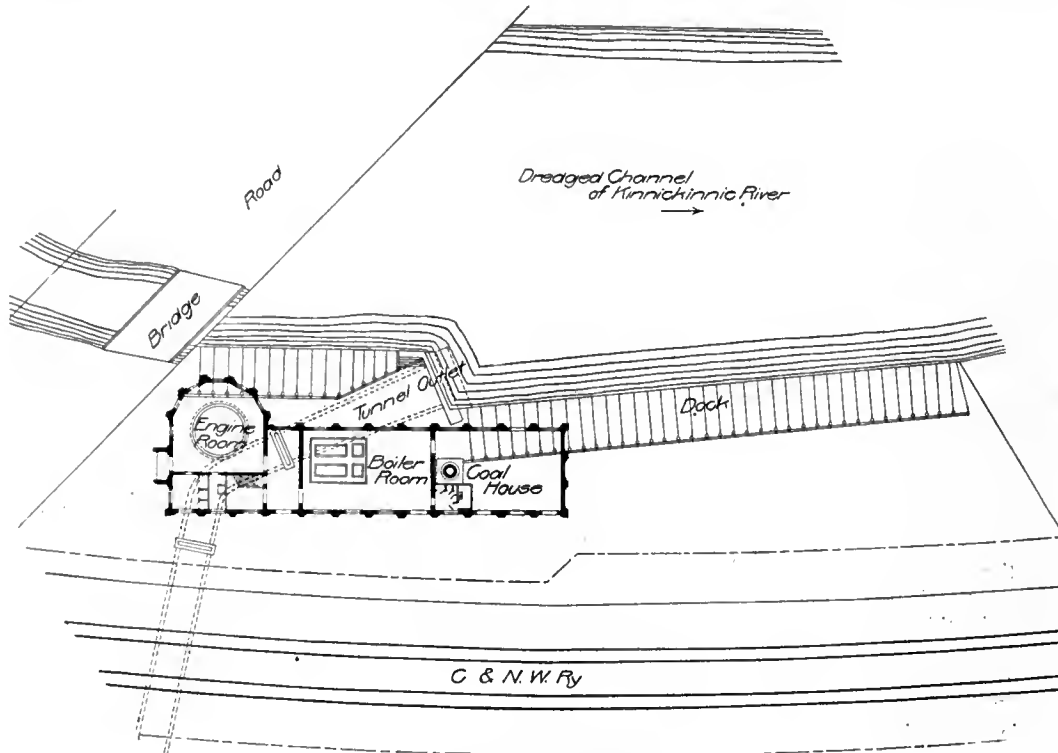 Road
Dredged Channel
of Kinnickinnic River
Bridge
Tunnel Outlet
Dock
Engine
Room
Boiler
Room
Coal
House
C & N. W. Ry